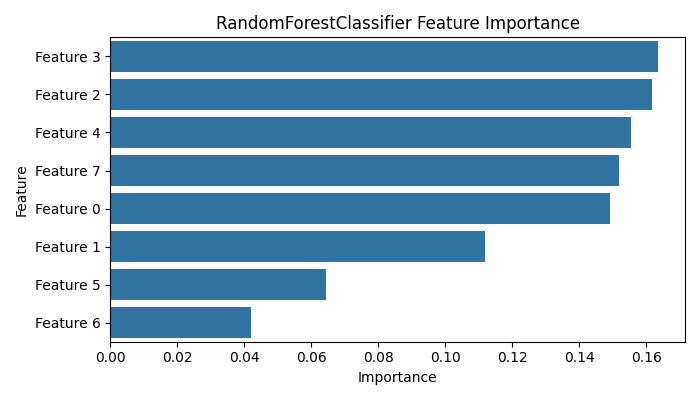 RandomForestClassifier Feature Importance
Feature
Feature 3
Feature 2
Feature 4
Feature 7
Feature 0
Feature 1
Feature 5
Feature 6
0.00 0.02 0.04 0.06 0.08 0.10 0.12 0.14 0.16
Importance